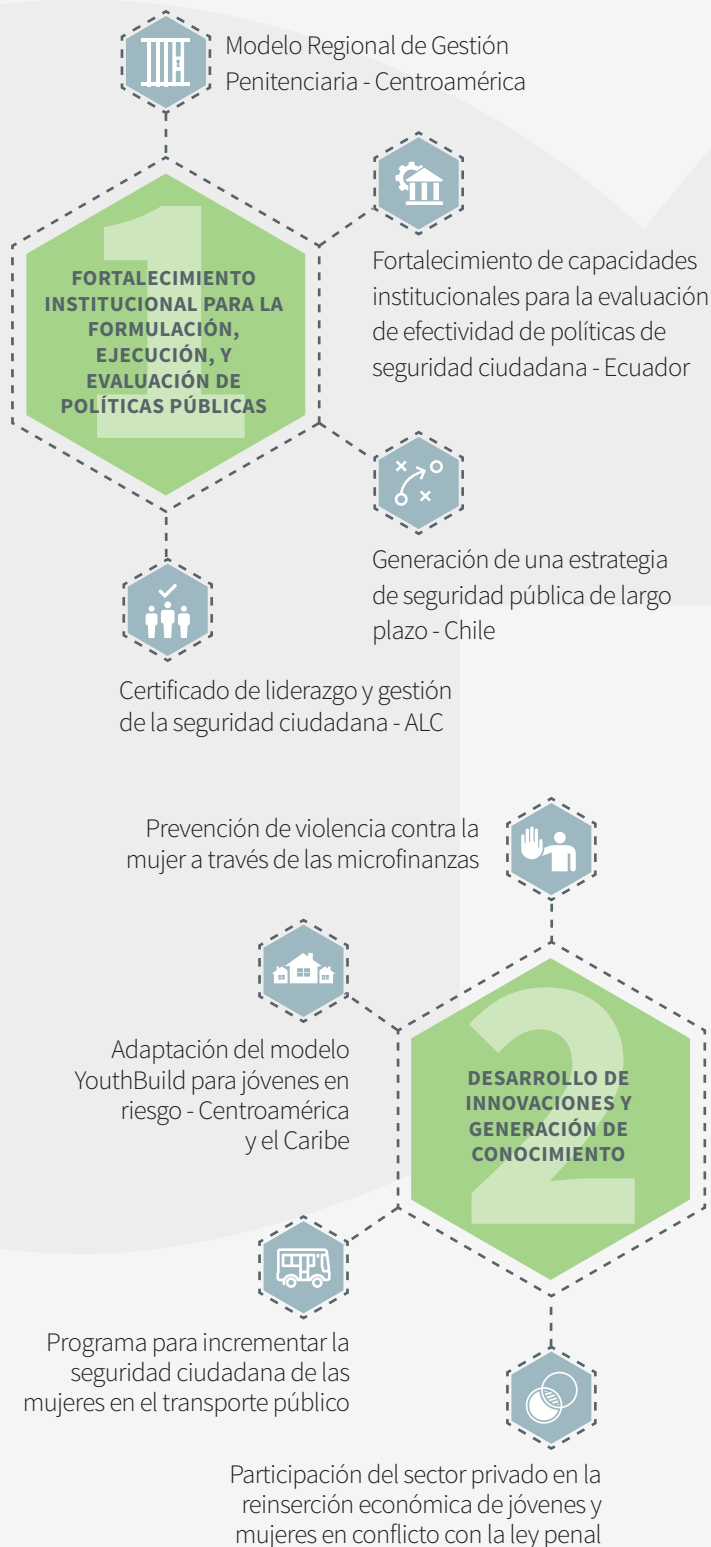 Modelo Regional de Gestión
Penitenciaria - Centroamérica
1
FORTALECIMIENTO
INSTITUCIONAL PARA LA
FORMULACIÓN,
EJECUCIÓN, Y
EVALUACIÓN DE
POLÍTICAS PÚBLICAS
Fortalecimiento de capacidades
institucionales para la evaluación
de efectividad de políticas de
seguridad ciudadana - Ecuador
Generación de una estrategia
de seguridad pública de largo
plazo - Chile
Certificado de liderazgo y gestión
de la seguridad ciudadana - ALC
Prevención de violencia contra la
mujer a través de las microfinanzas
Adaptación del modelo
YouthBuild para jóvenes en
riesgo - Centroamérica
y el Caribe
2
DESARROLLO DE
INNOVACIONES Y
GENERACIÓN DE
CONOCIMIENTO
Programa para incrementar la
seguridad ciudadana de las
mujeres en el transporte público
Participación del sector privado en la
reinserción económica de jóvenes y
mujeres en conflicto con la ley penal